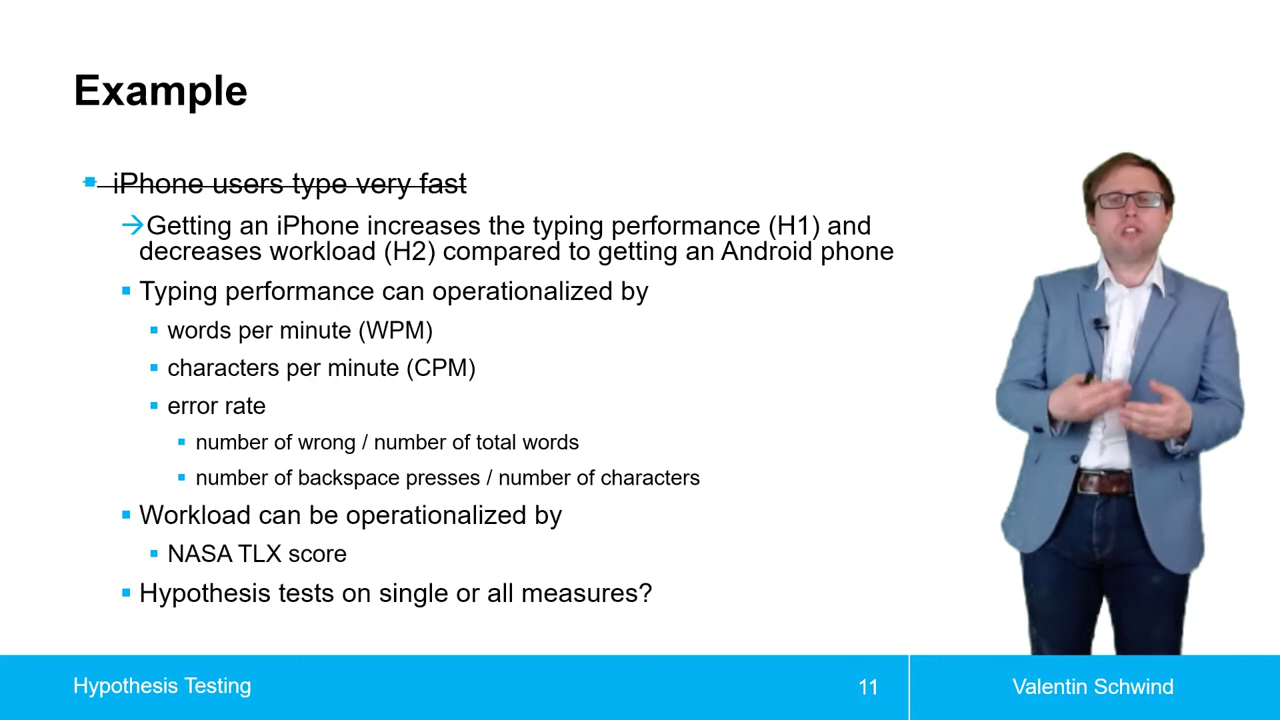 Example
iPhone users type very fast
→Getting an iPhone increases the typing performance (H1) and
decreases workload (H2) compared to getting an Android phone
Typing performance can operationalized by
words per minute (WPM)
characters per minute (CPM)
error rate
number of wrong / number of total words
number of backspace presses / number of characters
Workload can be operationalized by
NASA TLX score
Hypothesis tests on single or all measures?
Hypothesis Testing
11
Valentin Schwind